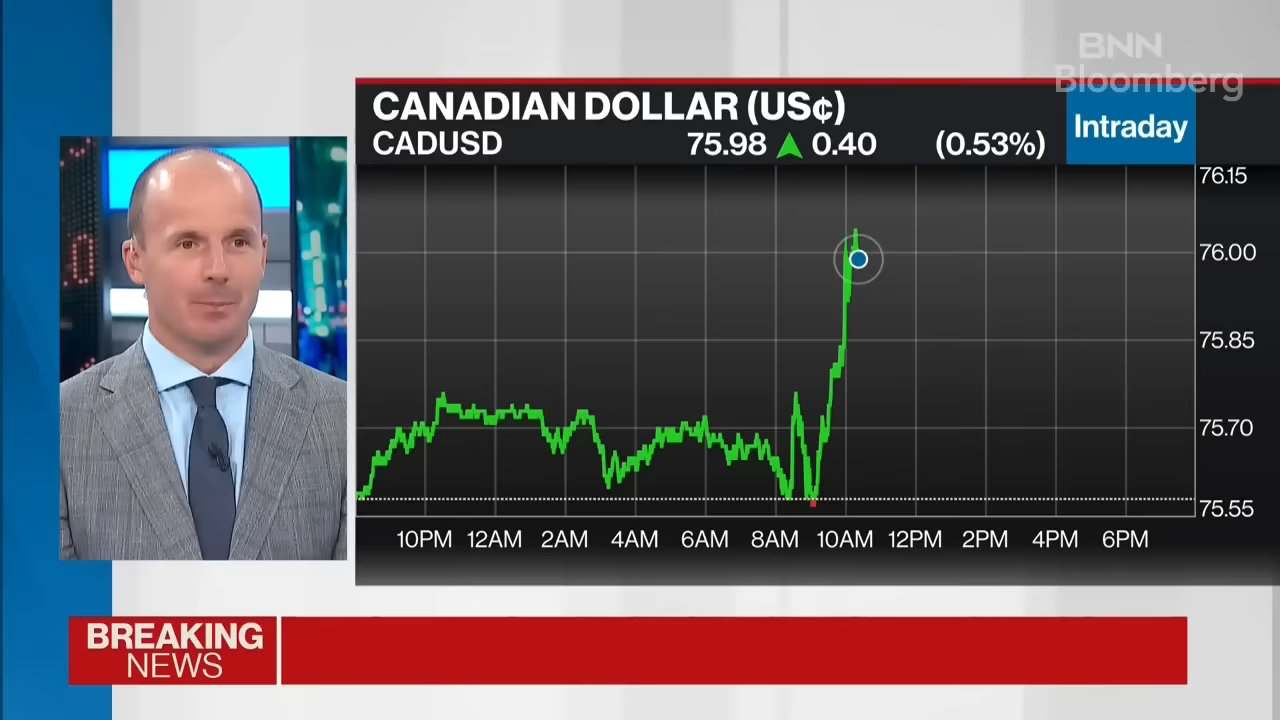 BNN
Bloomberg
CANADIAN DOLLAR (US¢)
CADUSD 75.98 ▲ 0.40 (0.53%)
Intraday
76.15
76.00
75.85
75.70
75.55
10PM 12AM 2AM 4AM 6AM 8AM 10AM 12PM 2PM 4PM 6PM
BREAKING
NEWS